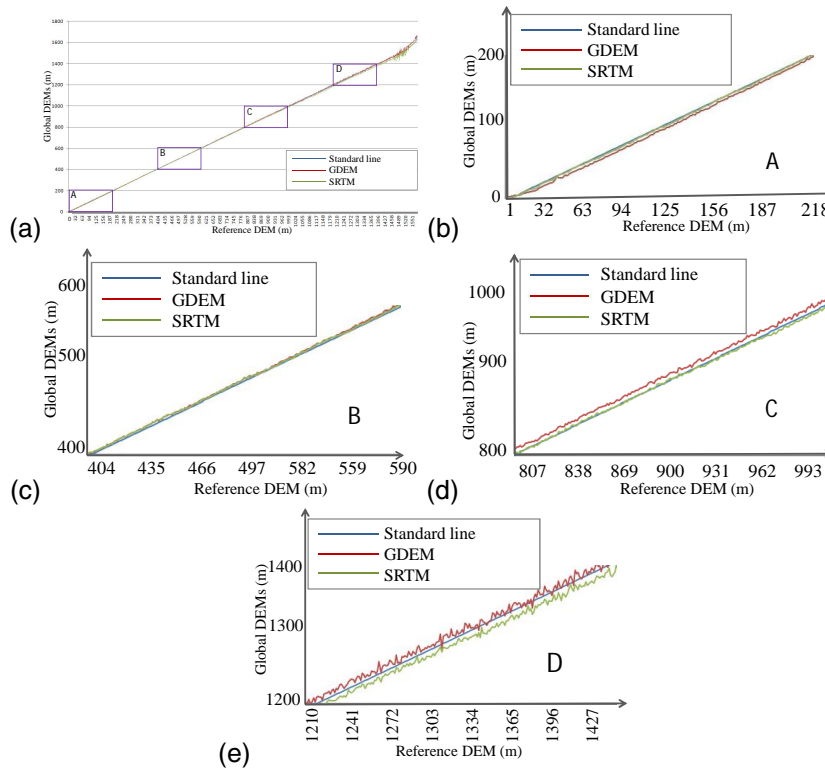 1800
1600
1400
1200
1000
800
600
400
200
0
Global DEMs (m)
A
B
C
D
Standard line
GDEM
SRTM
Reference DEM (m)
(a)
Standard line
GDEM
SRTM
200
100
0
Global DEMs (m)
A
1 32 63 94 125 156 187 218
Reference DEM (m)
(b)
Standard line
GDEM
SRTM
600
500
400
Global DEMs (m)
B
404 435 466 497 582 559 590
Reference DEM (m)
(c)
Standard line
GDEM
SRTM
1000
900
800
Global DEMs (m)
C
807 838 869 900 931 962 993
Reference DEM (m)
(d)
Standard line
GDEM
SRTM
1400
1300
1200
Global DEMs (m)
D
1210 1241 1272 1303 1334 1365 1396 1427
Reference DEM (m)
(e)